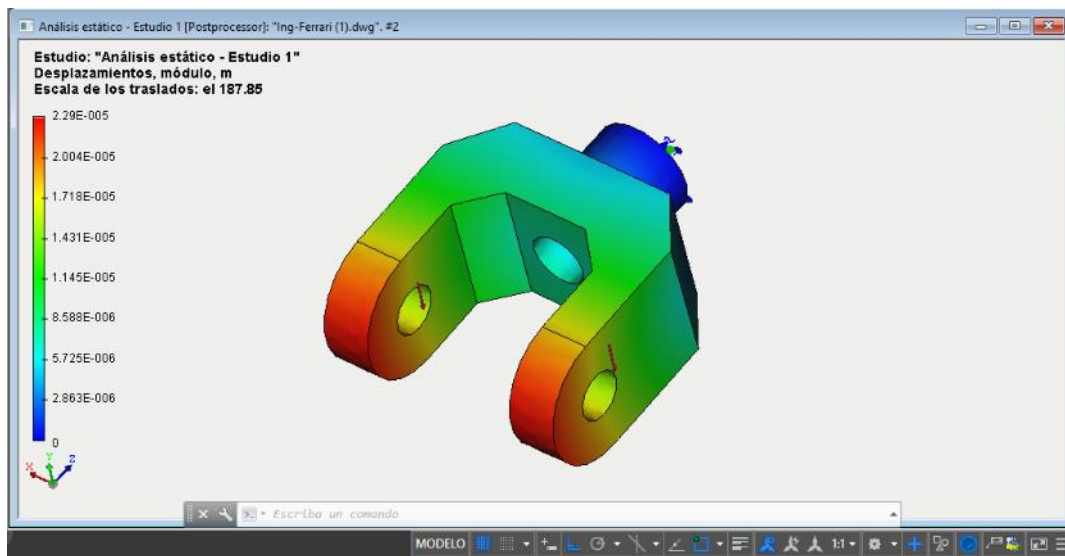 Análisis estático - Estudio 1 [Postprocessor]: "Ing-Ferrari (1).dwg". #2
Estudio: "Análisis estático - Estudio 1"
Desplazamientos, módulo, m
Escala de los traslados: el 187.85
2.29E-005
2.004E-005
1.718E-005
1.431E-005
1.145E-005
8.588E-006
5.725E-006
2.863E-006
0
X Y Z
Escriba un comando
MODELO 1:1